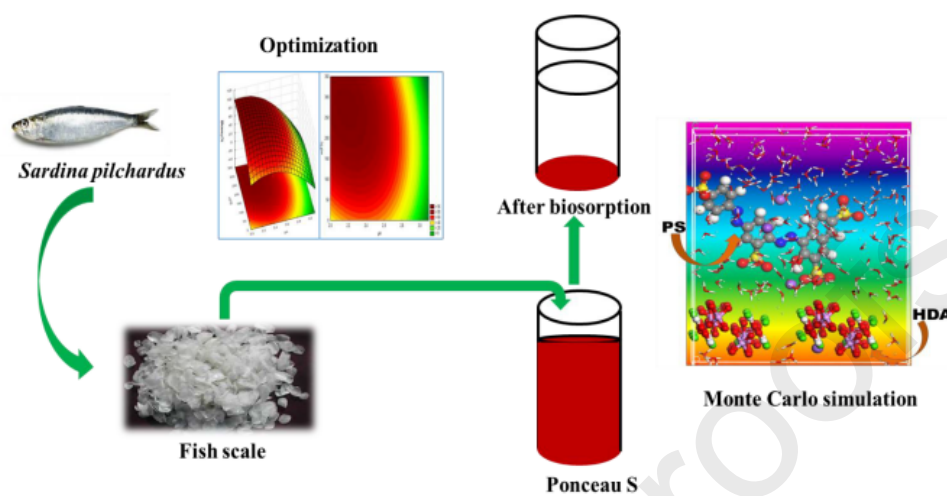 Optimization
Sardina pilchardus
After biosorption
PS
HDA
Fish scale
Monte Carlo simulation
Ponceau S